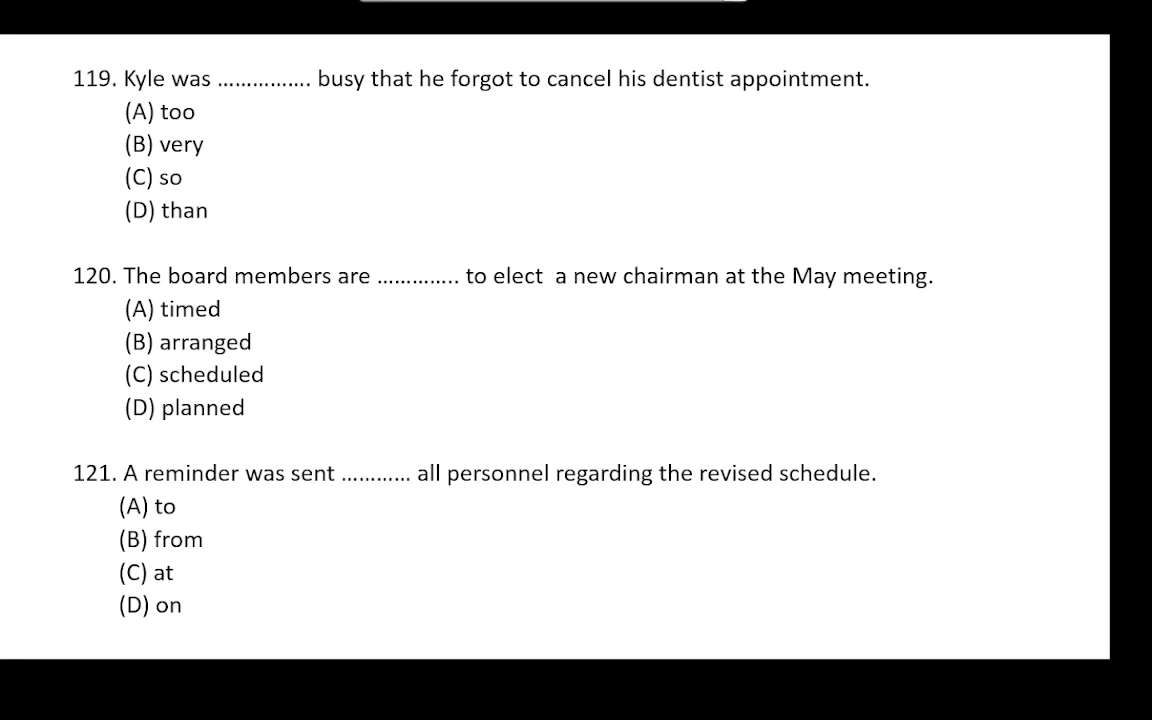 119. Kyle was ................ busy that he forgot to cancel his dentist appointment.
(A) too
(B) very
(C) so
(D) than
120. The board members are .............. to elect  a new chairman at the May meeting.
(A) timed
(B) arranged
(C) scheduled
(D) planned
121. A reminder was sent ............ all personnel regarding the revised schedule.
(A) to
(B) from
(C) at
(D) on